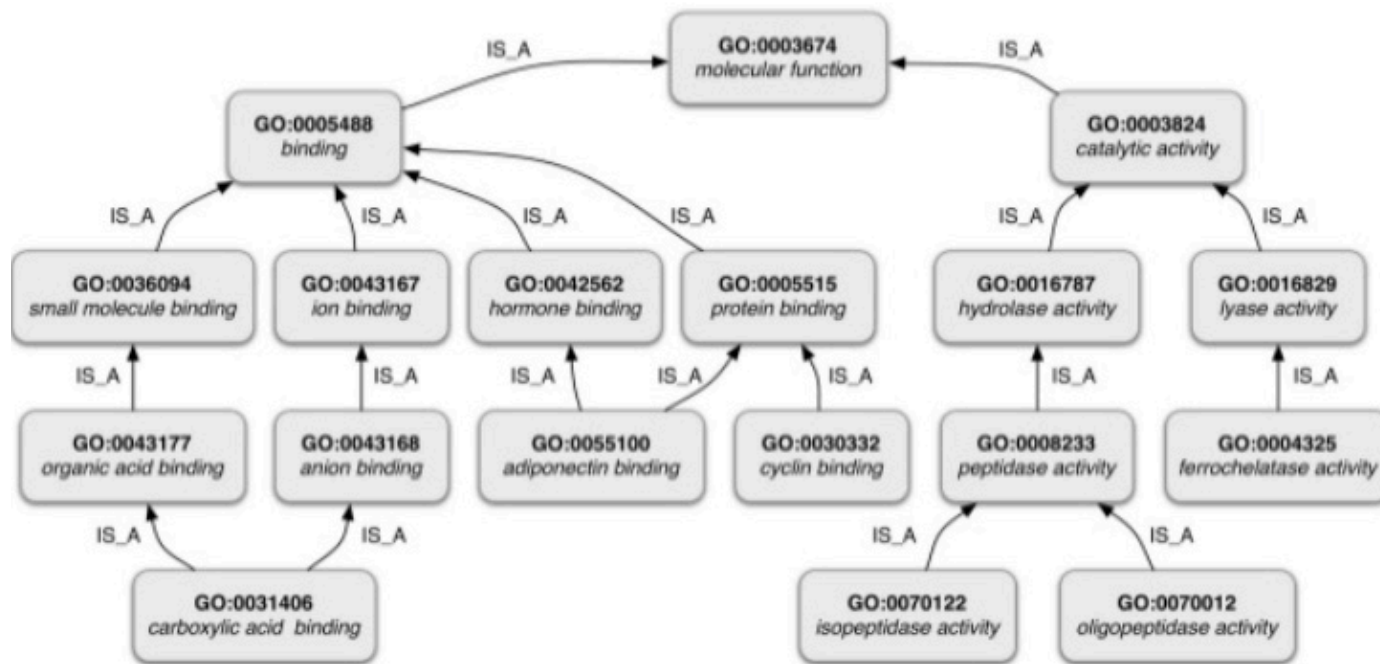 GO:0003674
molecular function
IS_A
IS_A
GO:0005488
binding
GO:0003824
catalytic activity
IS_A
IS_A
IS_A
IS_A
IS_A
IS_A
GO:0036094
small molecule binding
GO:0043167
ion binding
GO:0042562
hormone binding
GO:0005515
protein binding
GO:0016787
hydrolase activity
GO:0016829
lyase activity
IS_A
IS_A
IS_A
IS_A
IS_A
IS_A
IS_A
GO:0043177
organic acid binding
GO:0043168
anion binding
GO:0055100
adiponectin binding
GO:0030332
cyclin binding
GO:0008233
peptidase activity
GO:0004325
ferrochelatase activity
IS_A
IS_A
IS_A
IS_A
GO:0031406
carboxylic acid binding
GO:0070122
isopeptidase activity
GO:0070012
oligopeptidase activity